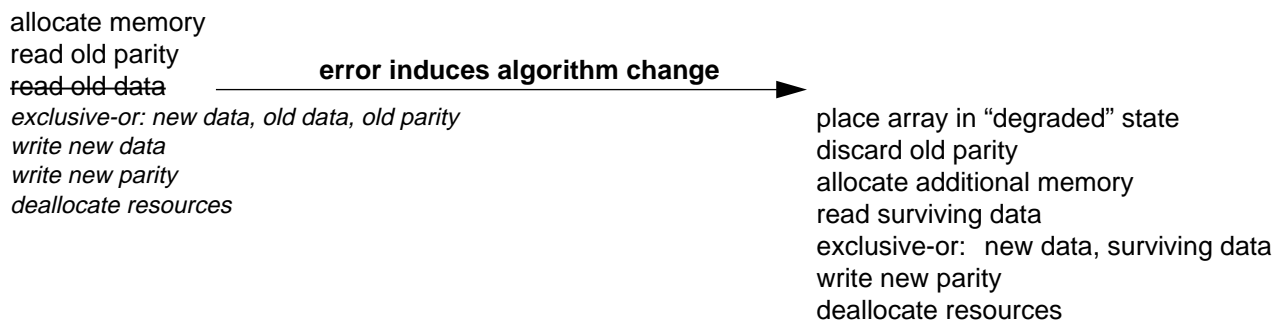 allocate memory
read old parity
read old data
error induces algorithm change
exclusive-or: new data, old data, old parity
write new data
write new parity
deallocate resources
place array in “degraded” state
discard old parity
allocate additional memory
read surviving data
exclusive-or: new data, surviving data
write new parity
deallocate resources